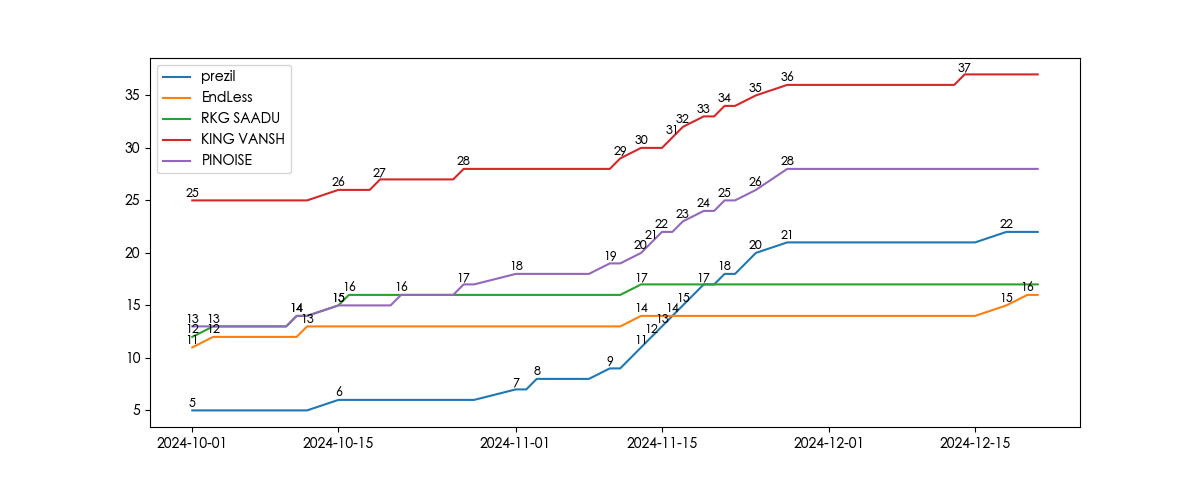 prezil
EndLess
RKG SAADU
KING VANSH
PINOISE
35
30
25
20
15
10
5
25 26 27 28 29 30 31 32 33 34 35 36 37
13 14 15 16 17 18 19 20 21 22 23 24 25 26 28
12 13 14 15 16 17
11 12 13 14 15 16
5 6 7 8 9 11 12 13 14 15 17 18 20 21 22
2024-10-01 2024-10-15 2024-11-01 2024-11-15 2024-12-01 2024-12-15